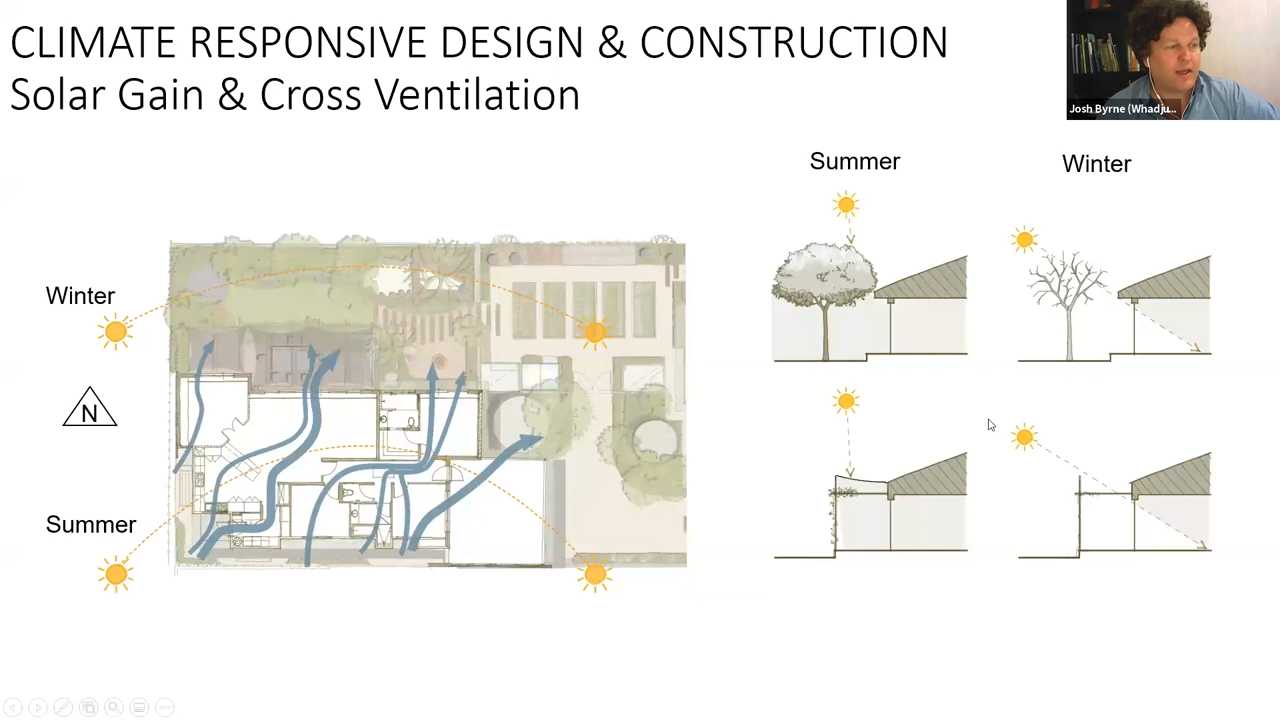 CLIMATE RESPONSIVE DESIGN & CONSTRUCTION
Solar Gain & Cross Ventilation
Josh Byrne (Whadju...
Summer
Winter
Winter
N
Summer